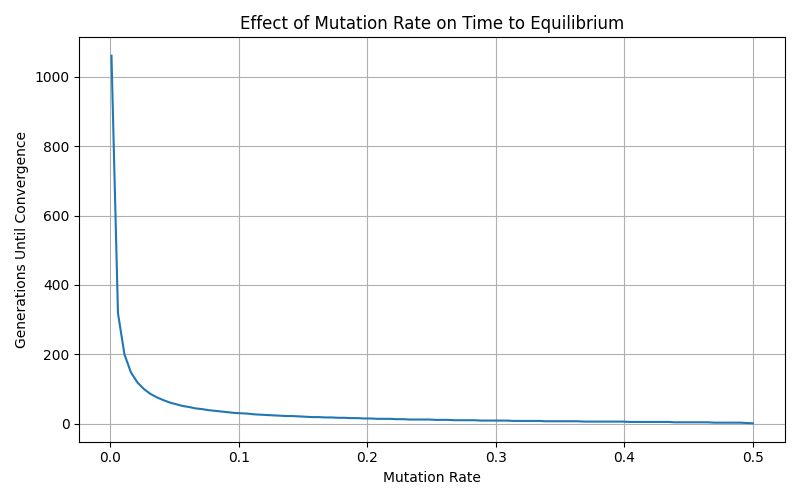 Effect of Mutation Rate on Time to Equilibrium
Generations Until Convergence
1000
800
600
400
200
0
0.0 0.1 0.2 0.3 0.4 0.5
Mutation Rate